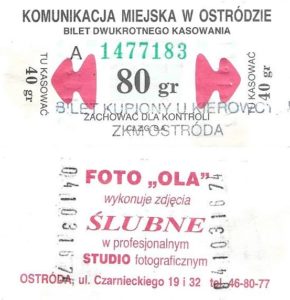 KOMUNIKACJA MIEJSKA W OSTRÓDZIE
BILET DWUKROTNEGO KASOWANIA
A 1477183
TU KASOWAĆ
40 gr
80 gr
TU KASOWAĆ
40 gr
BILET KUPIONY U KIEROWCY
ZACHOWAĆ DLA KONTROLI
ZKM OSTRÓDA
FOTO „OLA"
wykonuje zdjęcia
ŚLUBNE
w profesjonalnym
STUDIO fotograficznym
OSTRÓDA, ul. Czarnieckiego 19 i 32 tel. 46-80-77